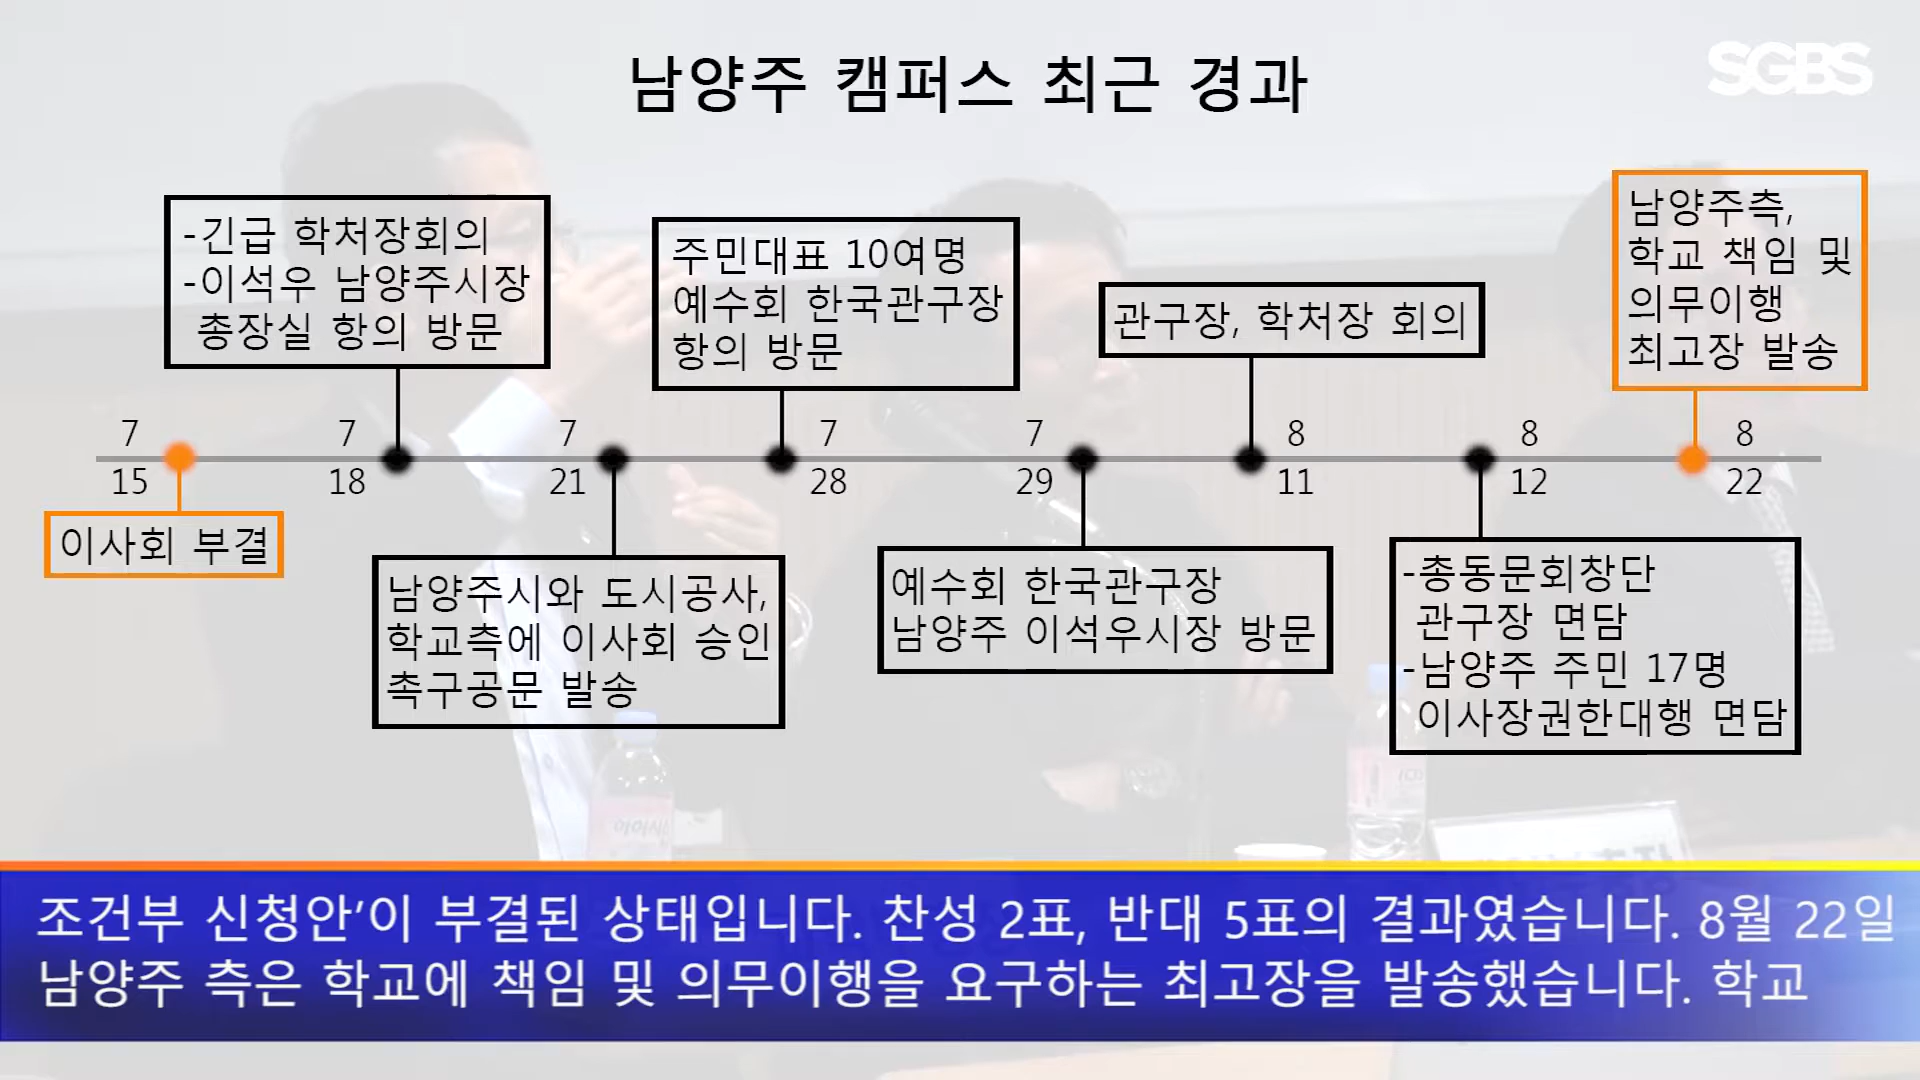 남양주 캠퍼스 최근 경과
SGBS
7
15
이사회 부결
-긴급 학처장회의
-이석우 남양주시장
총장실 항의 방문
7
18
7
21
남양주시와 도시공사,
학교측에 이사회 승인
촉구공문 발송
주민대표 10여명
예수회 한국관구장
항의 방문
7
28
7
29
예수회 한국관구장
남양주 이석우시장 방문
관구장, 학처장 회의
8
11
8
12
-총동문회창단
관구장 면담
-남양주 주민 17명
이사장권한대행 면담
남양주측,
학교 책임 및
의무이행
최고장 발송
8
22
조건부 신청안’이 부결된 상태입니다. 찬성 2표, 반대 5표의 결과였습니다. 8월 22일
남양주 측은 학교에 책임 및 의무이행을 요구하는 최고장을 발송했습니다. 학교